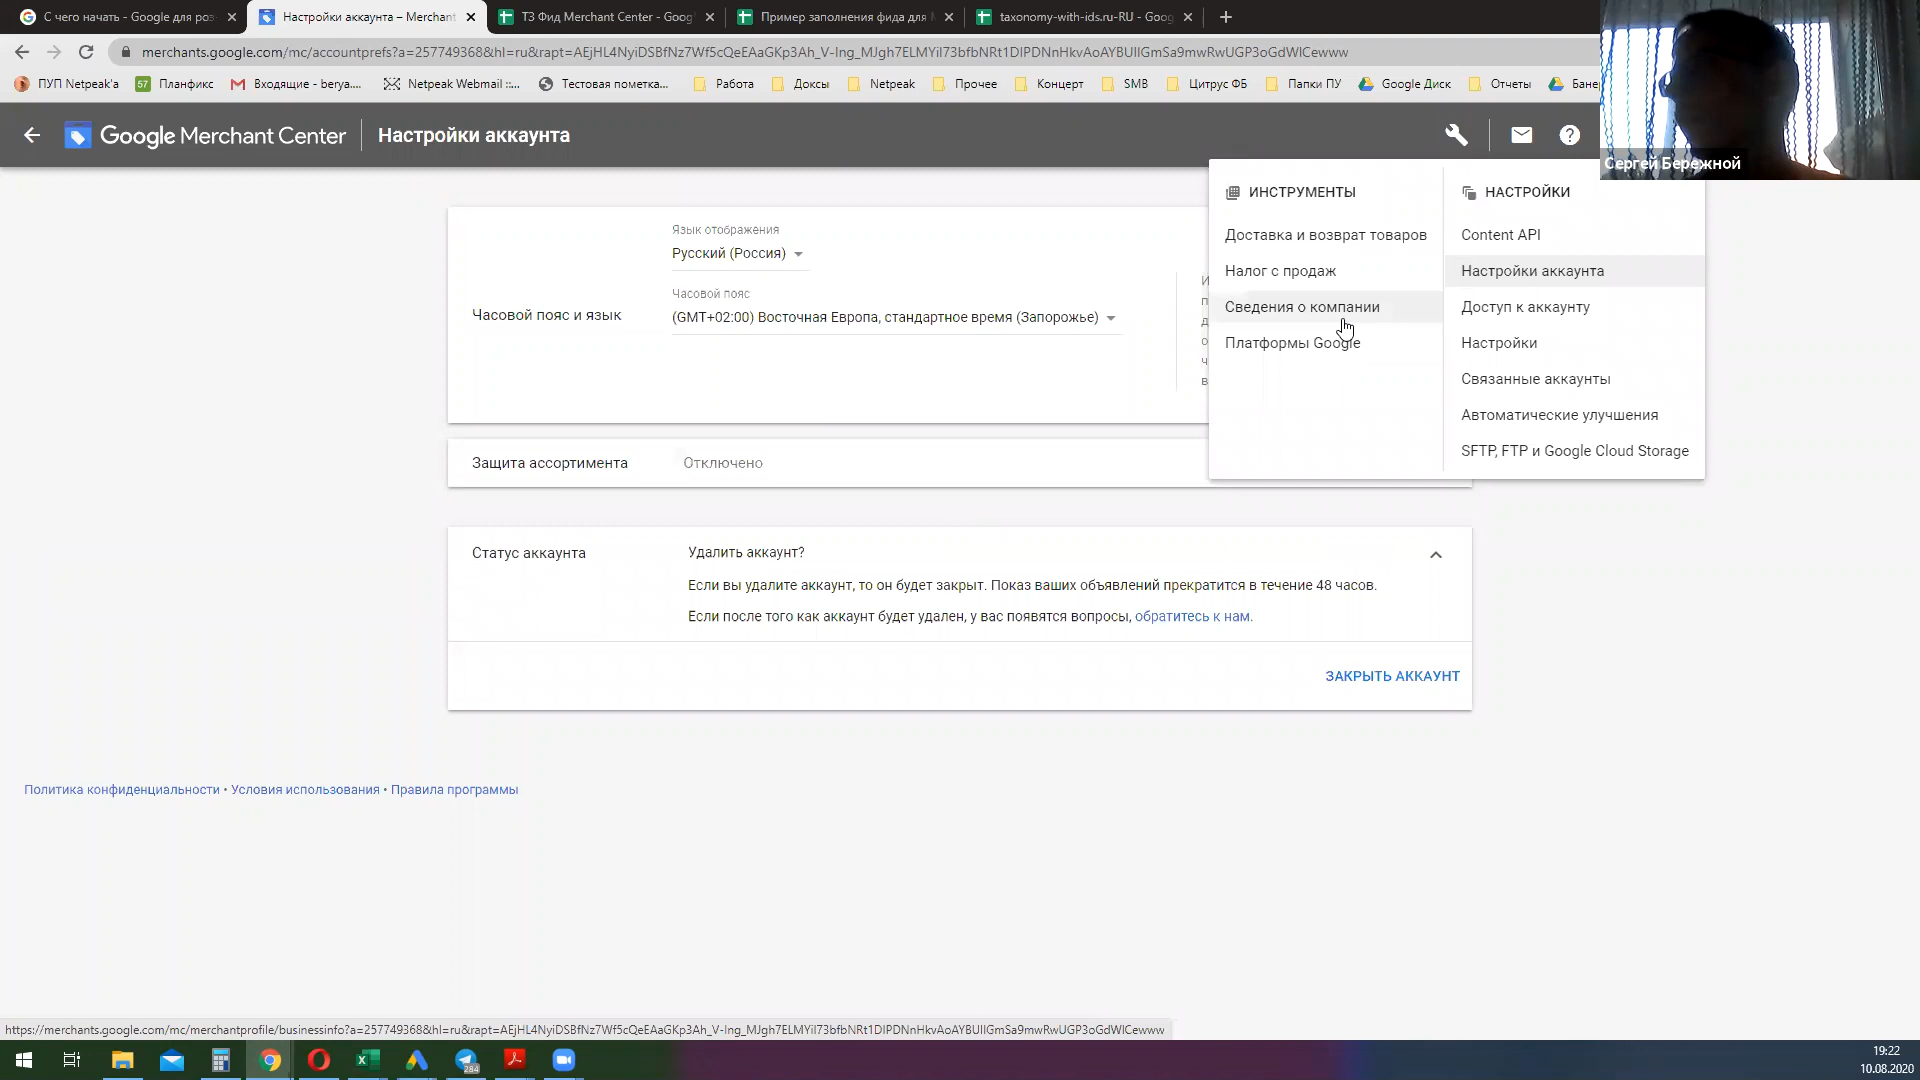 С чего начать - Google для роз
Настройки аккаунта – Merchant
ТЗ Фид Merchant Center - Goog
Пример заполнения фида для
taxonomy-with-ids.ru-RU - Goog
merchants.google.com/mc/accountprefs?a=257749368&hl=ru&rapt=AEjHL4NyiDSBfNz7Wf5cQeEAaGKp3Ah_V-Ing_MJgh7ELMYiI73bfbNRt1DIPDNnHkvAoAYBUIlGmSa9mwRwUGP3oGdWlCewww
ПУП Netpeak'а
57
Планфикс
Входящие - berya....
Netpeak Webmail ::...
Тестовая пометка...
Работа
Доксы
Netpeak
Прочее
Концерт
SMB
Цитрус ФБ
Папки ПУ
Google Диск
Отчеты
Бане
Google Merchant Center
Настройки аккаунта
Сергей Бережной
ИНСТРУМЕНТЫ
Доставка и возврат товаров
Налог с продаж
Сведения о компании
Платформы Google
НАСТРОЙКИ
Content API
Настройки аккаунта
Доступ к аккаунту
Настройки
Связанные аккаунты
Автоматические улучшения
SFTP, FTP и Google Cloud Storage
Часовой пояс и язык
Язык отображения
Русский (Россия)
Часовой пояс
(GMT+02:00) Восточная Европа, стандартное время (Запорожье)
Защита ассортимента
Отключено
Статус аккаунта
Удалить аккаунт?
Если вы удалите аккаунт, то он будет закрыт. Показ ваших объявлений прекратится в течение 48 часов.
Если после того как аккаунт будет удален, у вас появятся вопросы, обратитесь к нам.
ЗАКРЫТЬ АККАУНТ
Политика конфиденциальности • Условия использования • Правила программы
https://merchants.google.com/mc/merchantprofile/businessinfo?a=257749368&hl=ru&rapt=AEjHL4NyiDSBfNz7Wf5cQeEAaGKp3Ah_V-Ing_MJgh7ELMYiI73bfbNRt1DIPDNnHkvAoAYBUIlGmSa9mwRwUGP3oGdWlCewww
284
19:22
10.08.2020